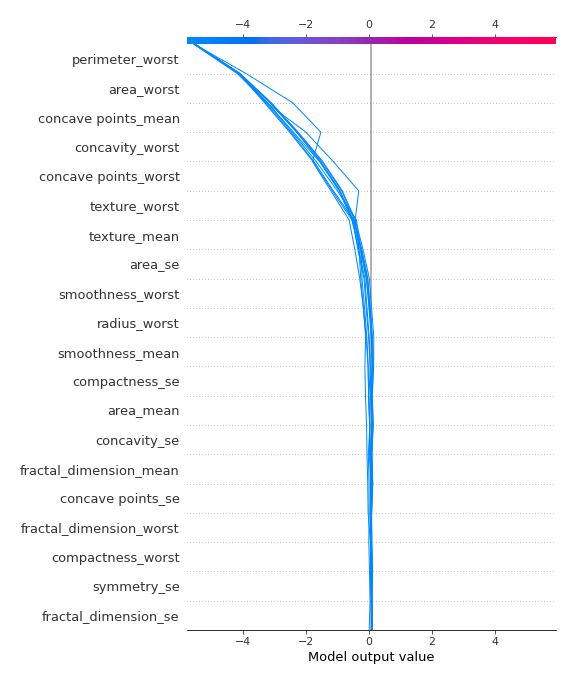 −4 −2 0 2 4
perimeter_worst
area_worst
concave points_mean
concavity_worst
concave points_worst
texture_worst
texture_mean
area_se
smoothness_worst
radius_worst
smoothness_mean
compactness_se
area_mean
concavity_se
fractal_dimension_mean
concave points_se
fractal_dimension_worst
compactness_worst
symmetry_se
fractal_dimension_se
−4 −2 0 2 4
Model output value